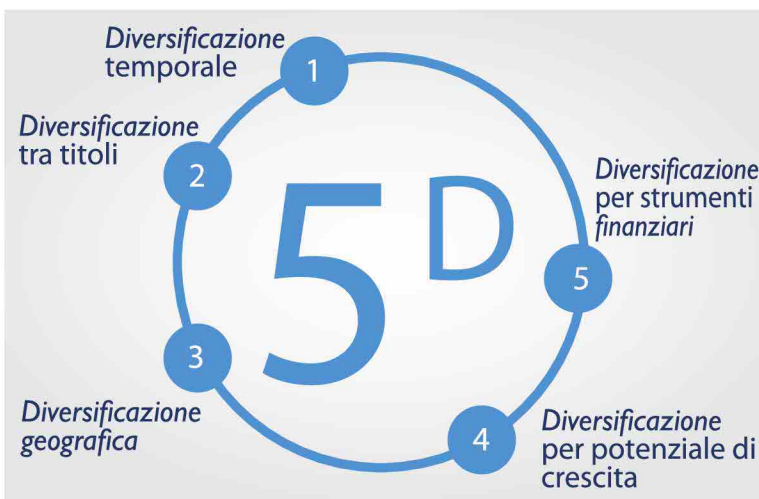 Diversificazione
temporale
1
Diversificazione
tra titoli
2
3
Diversificazione
geografica
4
Diversificazione
per potenziale di
crescita
5
Diversificazione
per strumenti
finanziari
5 D